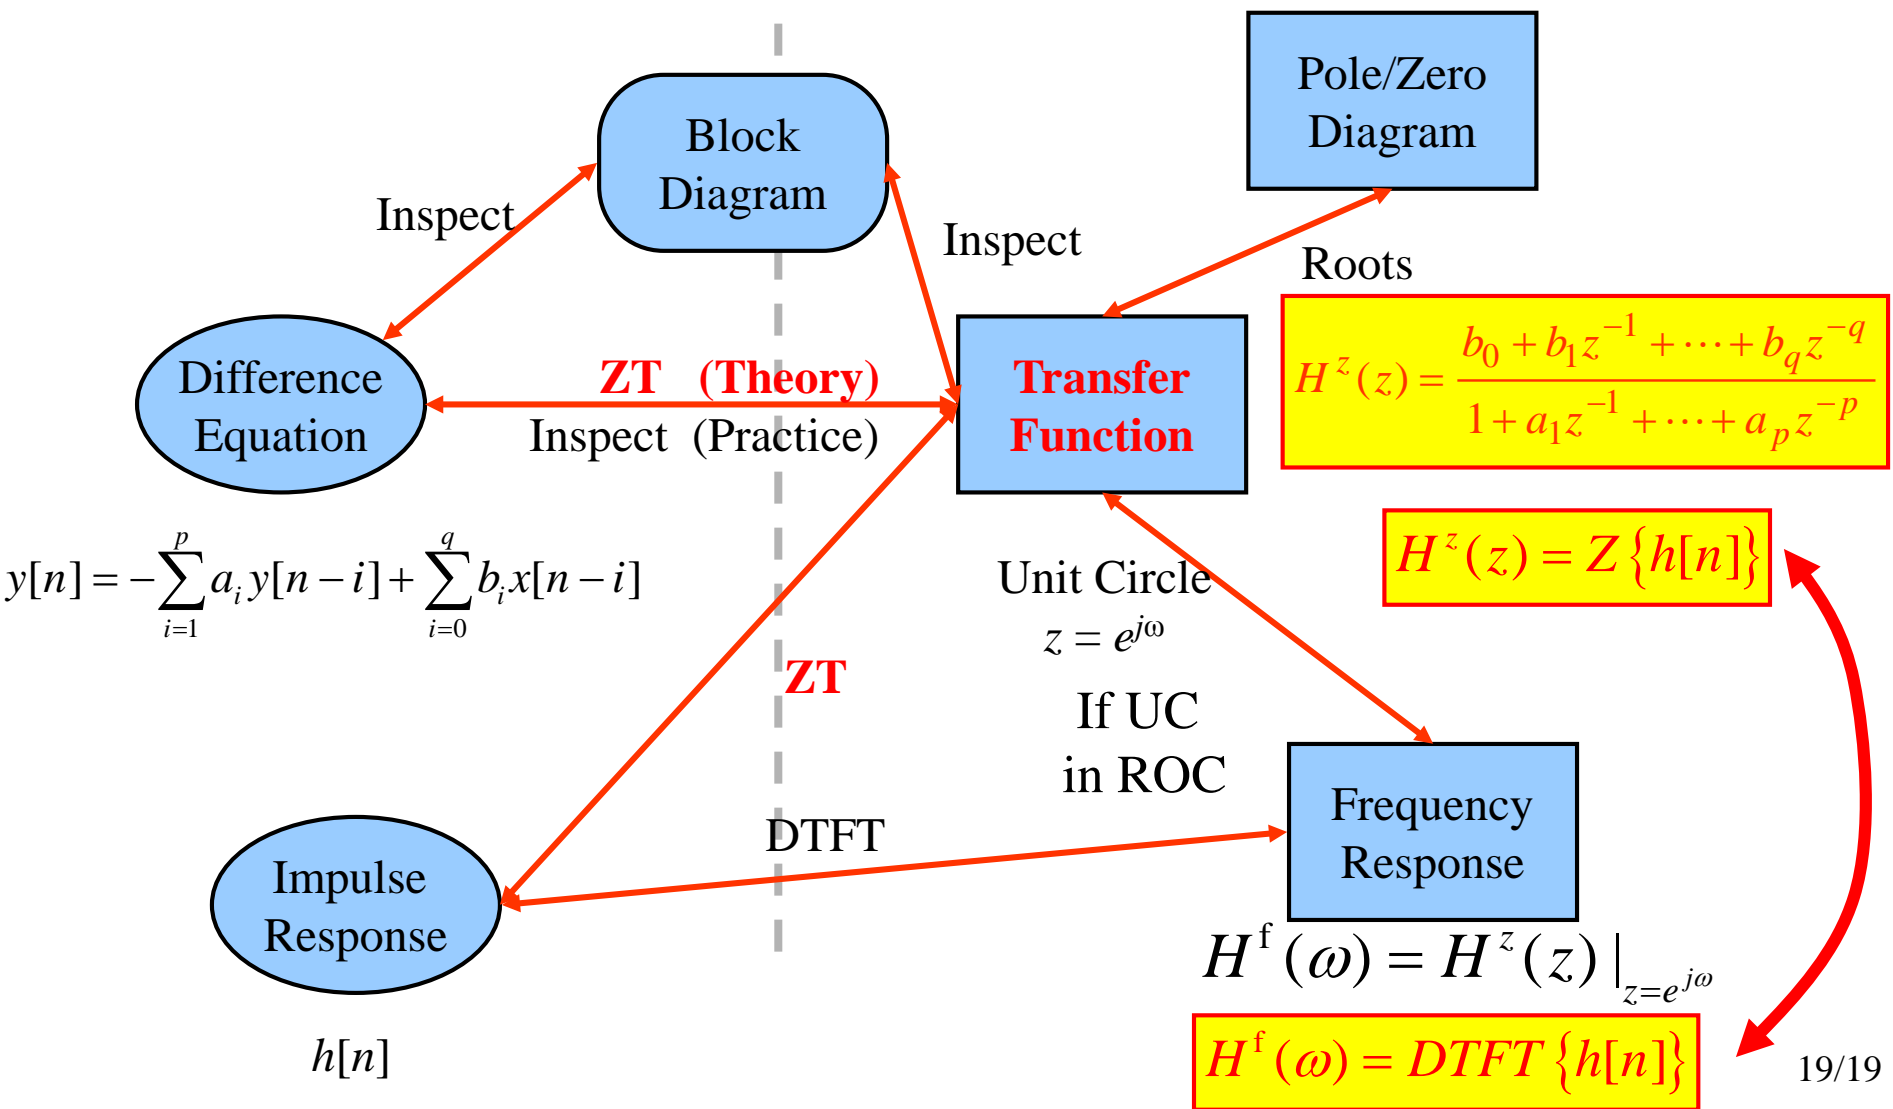 Pole/Zero
Diagram
Block
Diagram
Inspect
Inspect
Roots
H^z(z) = (b_0 + b_1 z^{-1} + ⋯ + b_q z^{-q}) / (1 + a_1 z^{-1} + ⋯ + a_p z^{-p})
Difference
Equation
ZT (Theory)
Inspect (Practice)
Transfer
Function
H^z(z) = Z{h[n]}
y[n] = −∑_{i=1}^{p} a_i y[n − i] + ∑_{i=0}^{q} b_i x[n − i]
Unit Circle
z = e^{jω}
ZT
If UC
in ROC
DTFT
Frequency
Response
Impulse
Response
H^f(ω) = H^z(z)|_{z=e^{jω}}
h[n]
H^f(ω) = DTFT{h[n]}
19/19